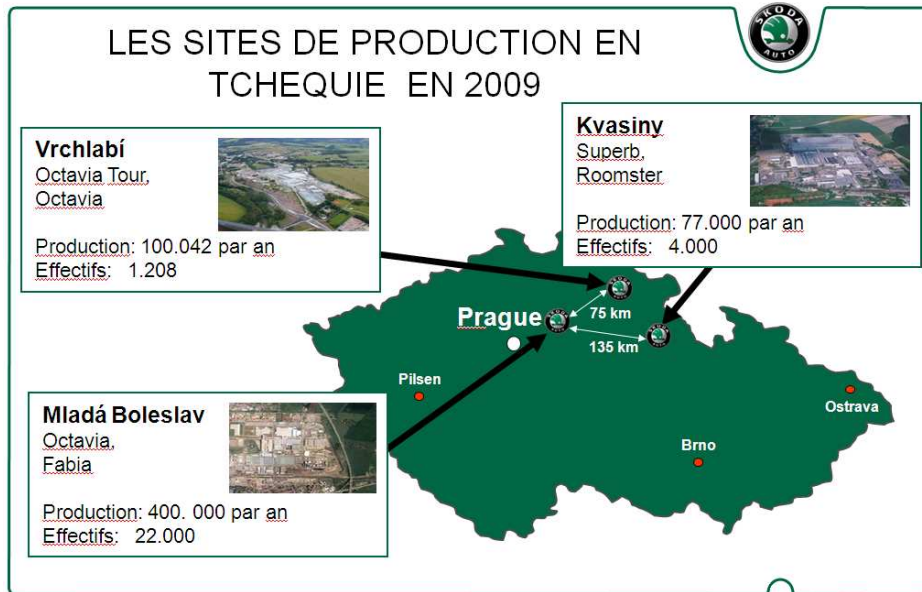 LES SITES DE PRODUCTION EN
TCHEQUIE EN 2009
SKODA
AUTO
Vrchlabí
Octavia Tour,
Octavia
Production: 100.042 par an
Effectifs: 1.208
Kvasiny
Superb,
Roomster
Production: 77.000 par an
Effectifs: 4.000
Prague
75 km
135 km
Pilsen
Ostrava
Brno
Mladá Boleslav
Octavia,
Fabia
Production: 400. 000 par an
Effectifs: 22.000